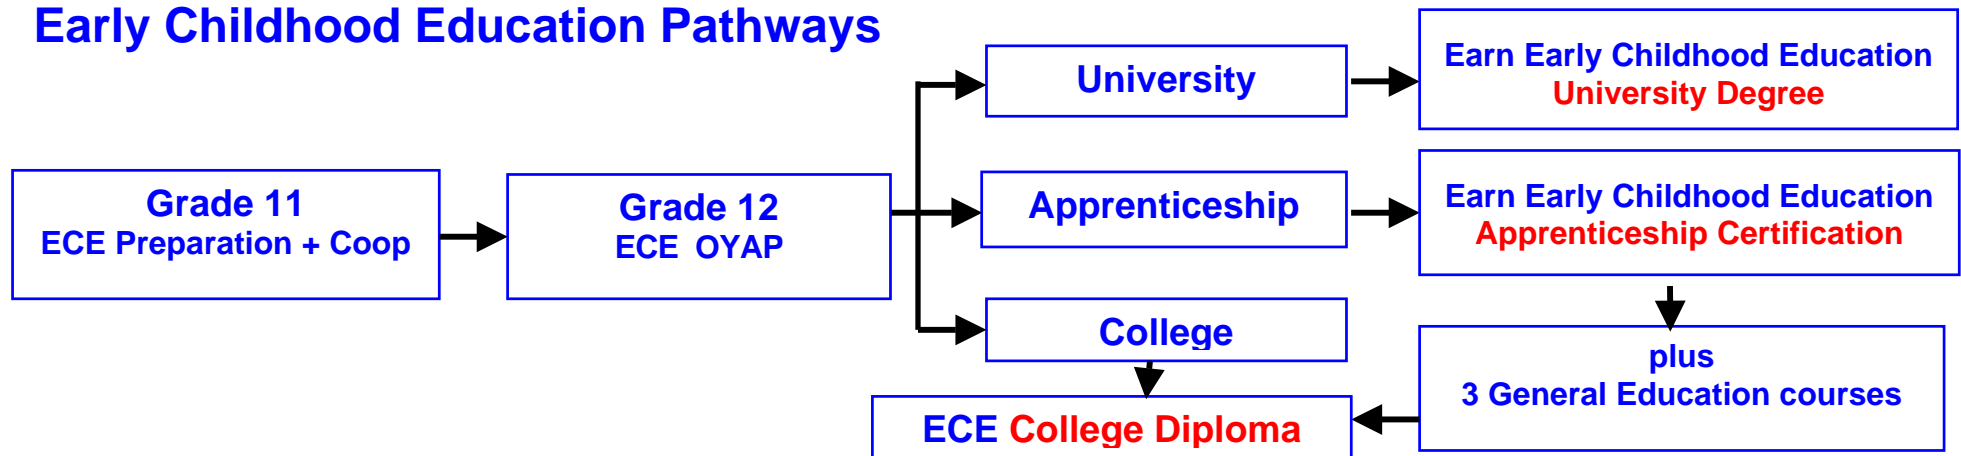 Early Childhood Education Pathways
University
Earn Early Childhood Education
University Degree
Grade 11
ECE Preparation + Coop
Grade 12
ECE OYAP
Apprenticeship
Earn Early Childhood Education
Apprenticeship Certification
College
plus
3 General Education courses
ECE College Diploma